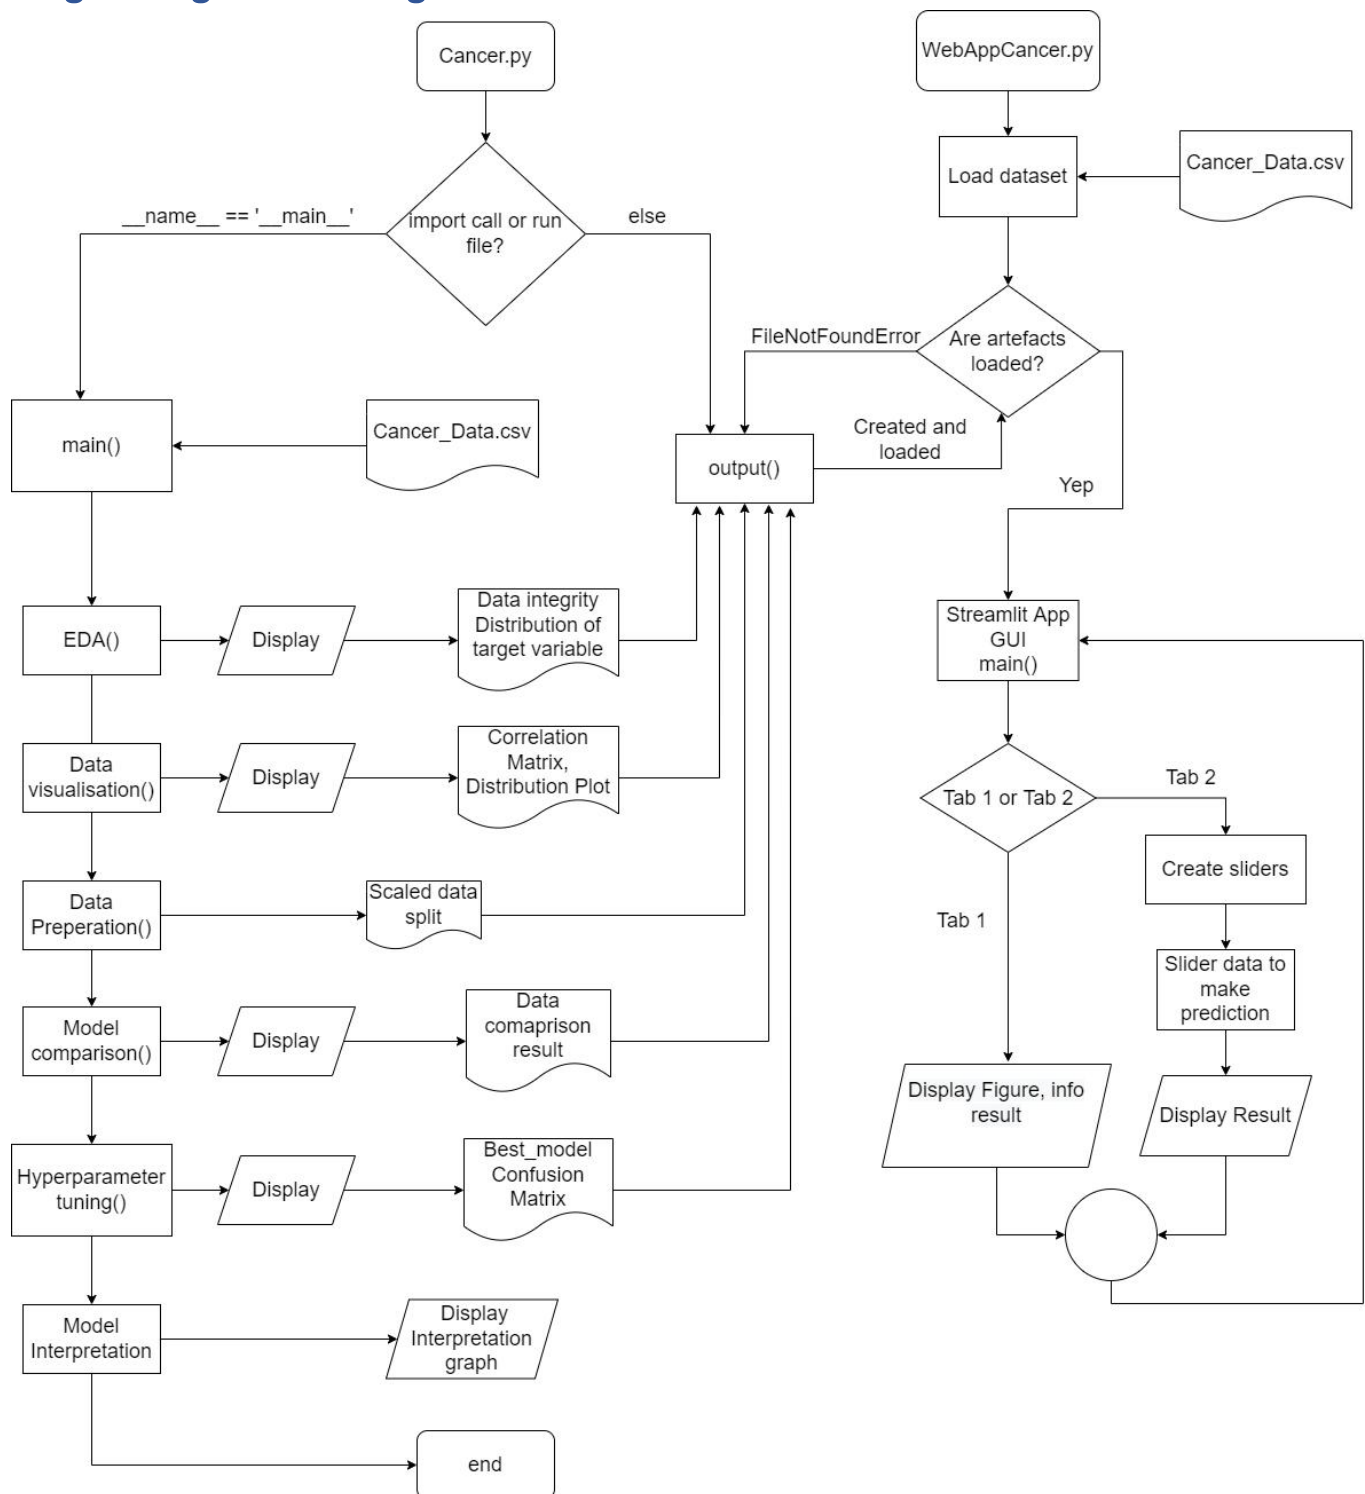 Cancer.py
WebAppCancer.py
Load dataset
Cancer_Data.csv
import call or run
file?
__name__ == '__main__'
else
Are artefacts
loaded?
FileNotFoundError
Yep
main()
Cancer_Data.csv
output()
Created and
loaded
EDA()
Display
Data integrity
Distribution of
target variable
Data
visualisation()
Display
Correlation
Matrix,
Distribution Plot
Data
Preperation()
Scaled data
split
Model
comparison()
Display
Data
comaprison
result
Hyperparameter
tuning()
Display
Best_model
Confusion
Matrix
Model
Interpretation
Display
Interpretation
graph
end
Streamlit App
GUI
main()
Tab 1 or Tab 2
Tab 2
Create sliders
Tab 1
Slider data to
make
prediction
Display Figure, info
result
Display Result